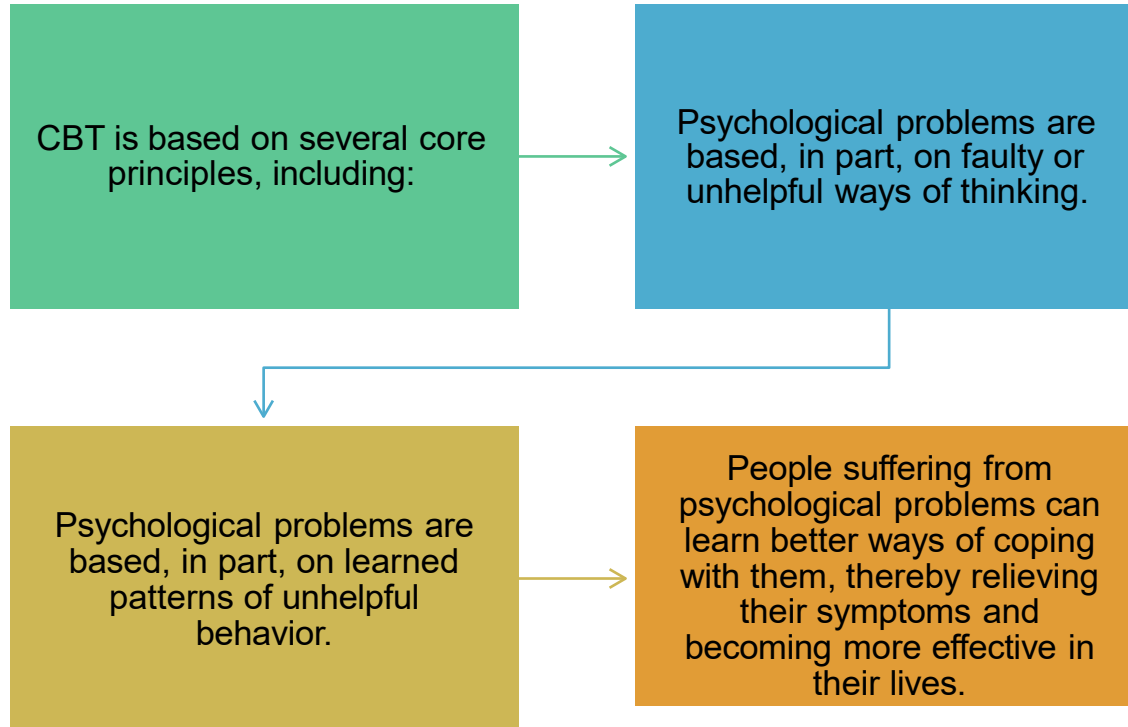 CBT is based on several core
principles, including:
Psychological problems are
based, in part, on faulty or
unhelpful ways of thinking.
Psychological problems are
based, in part, on learned
patterns of unhelpful
behavior.
People suffering from
psychological problems can
learn better ways of coping
with them, thereby relieving
their symptoms and
becoming more effective in
their lives.